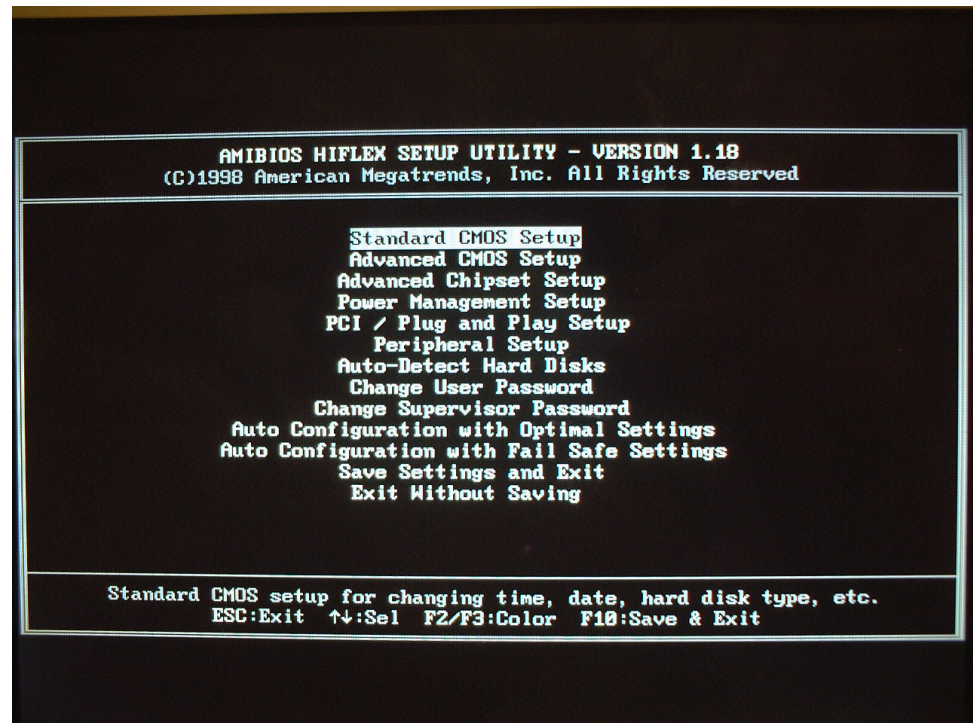 AMIBIOS HIFLEX SETUP UTILITY - VERSION 1.18
(C)1998 American Megatrends, Inc. All Rights Reserved
Standard CMOS Setup
Advanced CMOS Setup
Advanced Chipset Setup
Power Management Setup
PCI / Plug and Play Setup
Peripheral Setup
Auto-Detect Hard Disks
Change User Password
Change Supervisor Password
Auto Configuration with Optimal Settings
Auto Configuration with Fail Safe Settings
Save Settings and Exit
Exit Without Saving
Standard CMOS setup for changing time, date, hard disk type, etc.
ESC:Exit ↑↓:Sel F2/F3:Color F10:Save & Exit